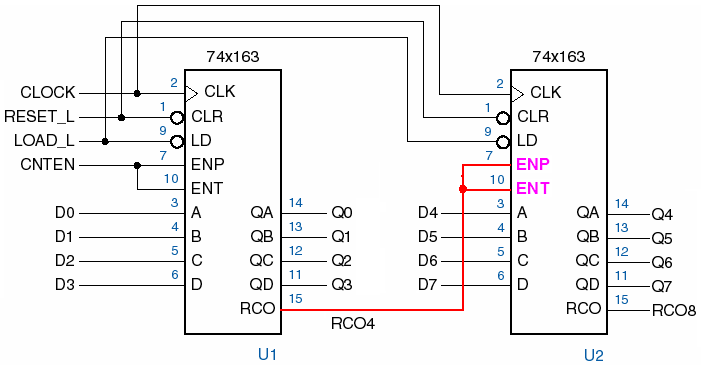 74x163 74x163
CLOCK 2 CLK 2 CLK
RESET_L 1 CLR 1 CLR
LOAD_L 9 LD 9 LD
CNTEN 7 ENP 7 ENP
10 ENT 10 ENT
D0 3 A QA 14 Q0 D4 3 A QA 14 Q4
D1 4 B QB 13 Q1 D5 4 B QB 13 Q5
D2 5 C QC 12 Q2 D6 5 C QC 12 Q6
D3 6 D QD 11 Q3 D7 6 D QD 11 Q7
RCO 15 RCO4 RCO 15 RCO8
U1 U2